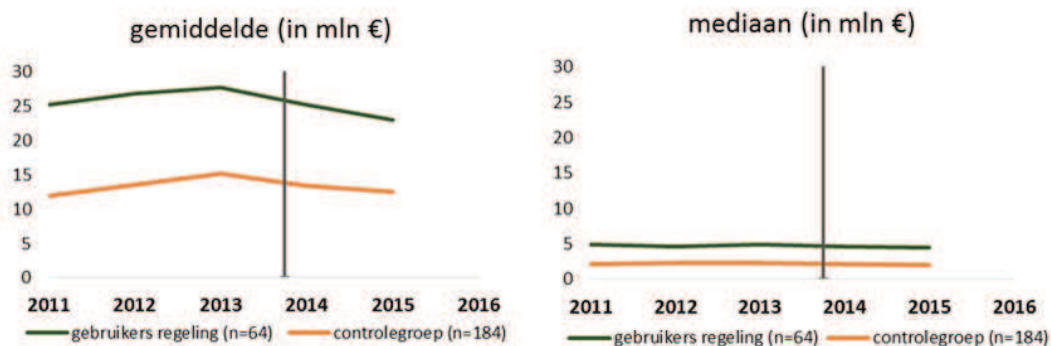 gemiddelde (in mln €)
30
25
20
15
10
5
0
2011 2012 2013 2014 2015 2016
gebruikers regeling (n=64) controlegroep (n=184)
mediaan (in mln €)
30
25
20
15
10
5
0
2011 2012 2013 2014 2015 2016
gebruikers regeling (n=64) controlegroep (n=184)